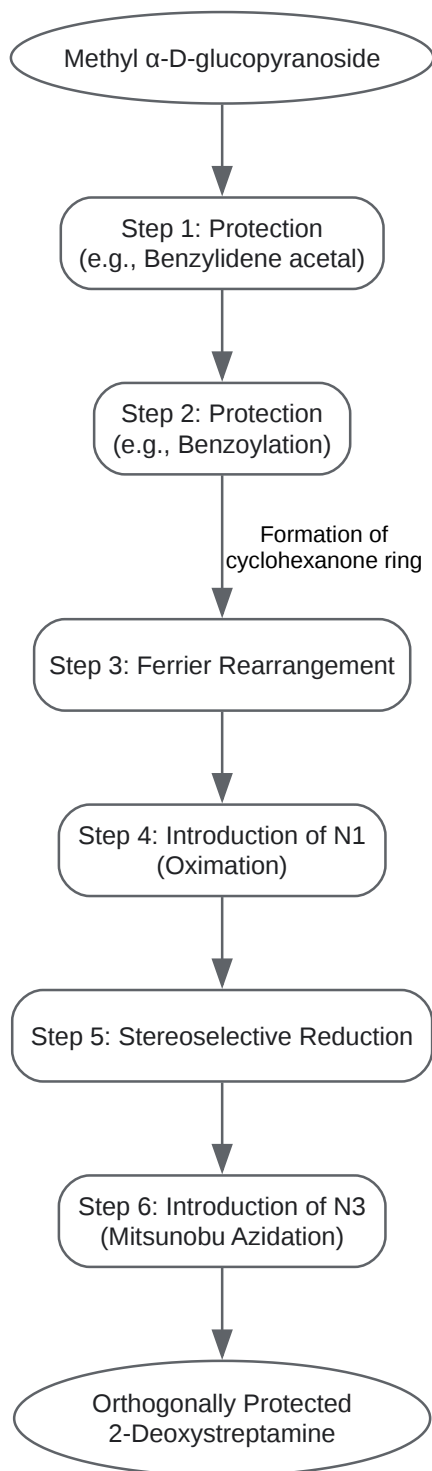 Methyl α-D-glucopyranoside
Step 1: Protection
(e.g., Benzylidene acetal)
Step 2: Protection
(e.g., Benzoylation)
Formation of
cyclohexanone ring
Step 3: Ferrier Rearrangement
Step 4: Introduction of N1
(Oximation)
Step 5: Stereoselective Reduction
Step 6: Introduction of N3
(Mitsunobu Azidation)
Orthogonally Protected
2-Deoxystreptamine